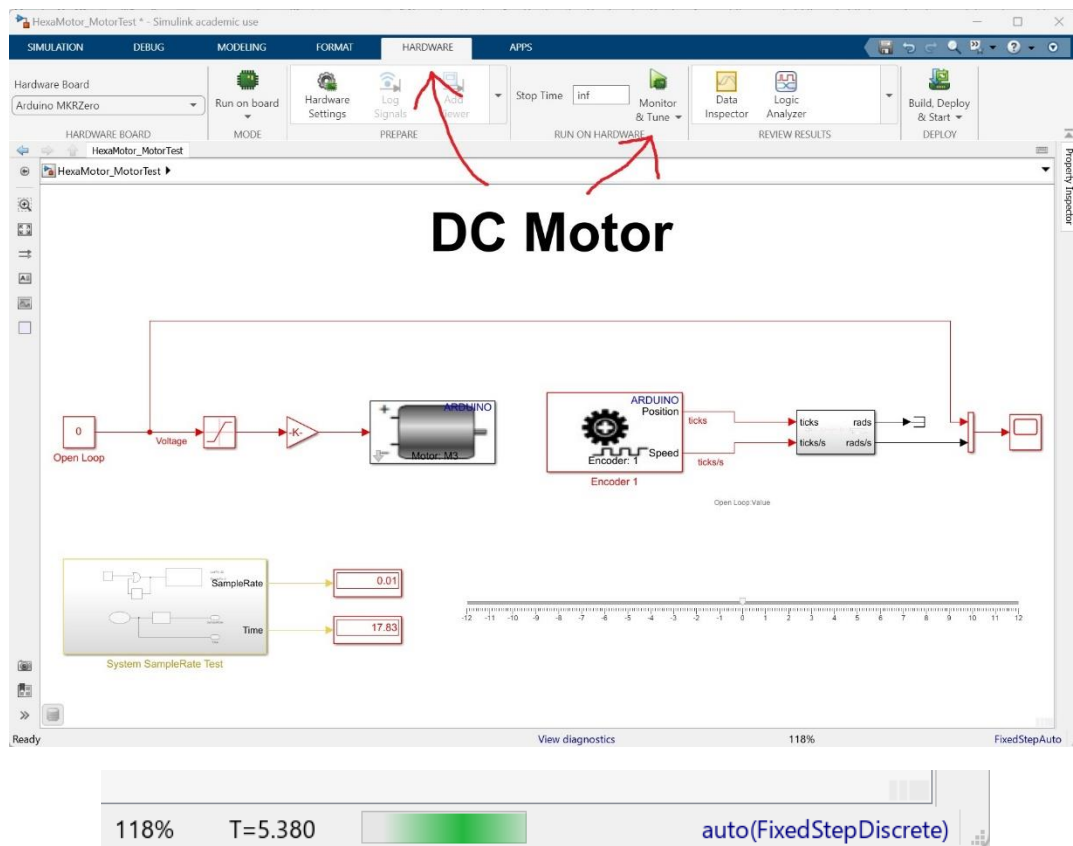 HexaMotor_MotorTest * - Simulink academic use
SIMULATION DEBUG MODELING FORMAT HARDWARE APPS
Hardware Board
Arduino MKRZero
HARDWARE BOARD
Run on board
MODE
Hardware Settings
Log Signals
Add Viewer
PREPARE
Stop Time inf
Monitor & Tune
RUN ON HARDWARE
Data Inspector
Logic Analyzer
REVIEW RESULTS
Build, Deploy & Start
DEPLOY
HexaMotor_MotorTest
HexaMotor_MotorTest
Property Inspector
DC Motor
0
Open Loop
Voltage
-K-
ARDUINO
Motor: M3
ARDUINO
Position
Speed
Encoder: 1
Encoder 1
ticks
ticks/s
ticks rads
ticks/s rads/s
Open Loop:Value
SampleRate
0.01
Time
17.83
System SampleRate Test
-12 -11 -10 -9 -8 -7 -6 -5 -4 -3 -2 -1 0 1 2 3 4 5 6 7 8 9 10 11 12
Ready View diagnostics 118% FixedStepAuto
118% T=5.380 auto(FixedStepDiscrete)